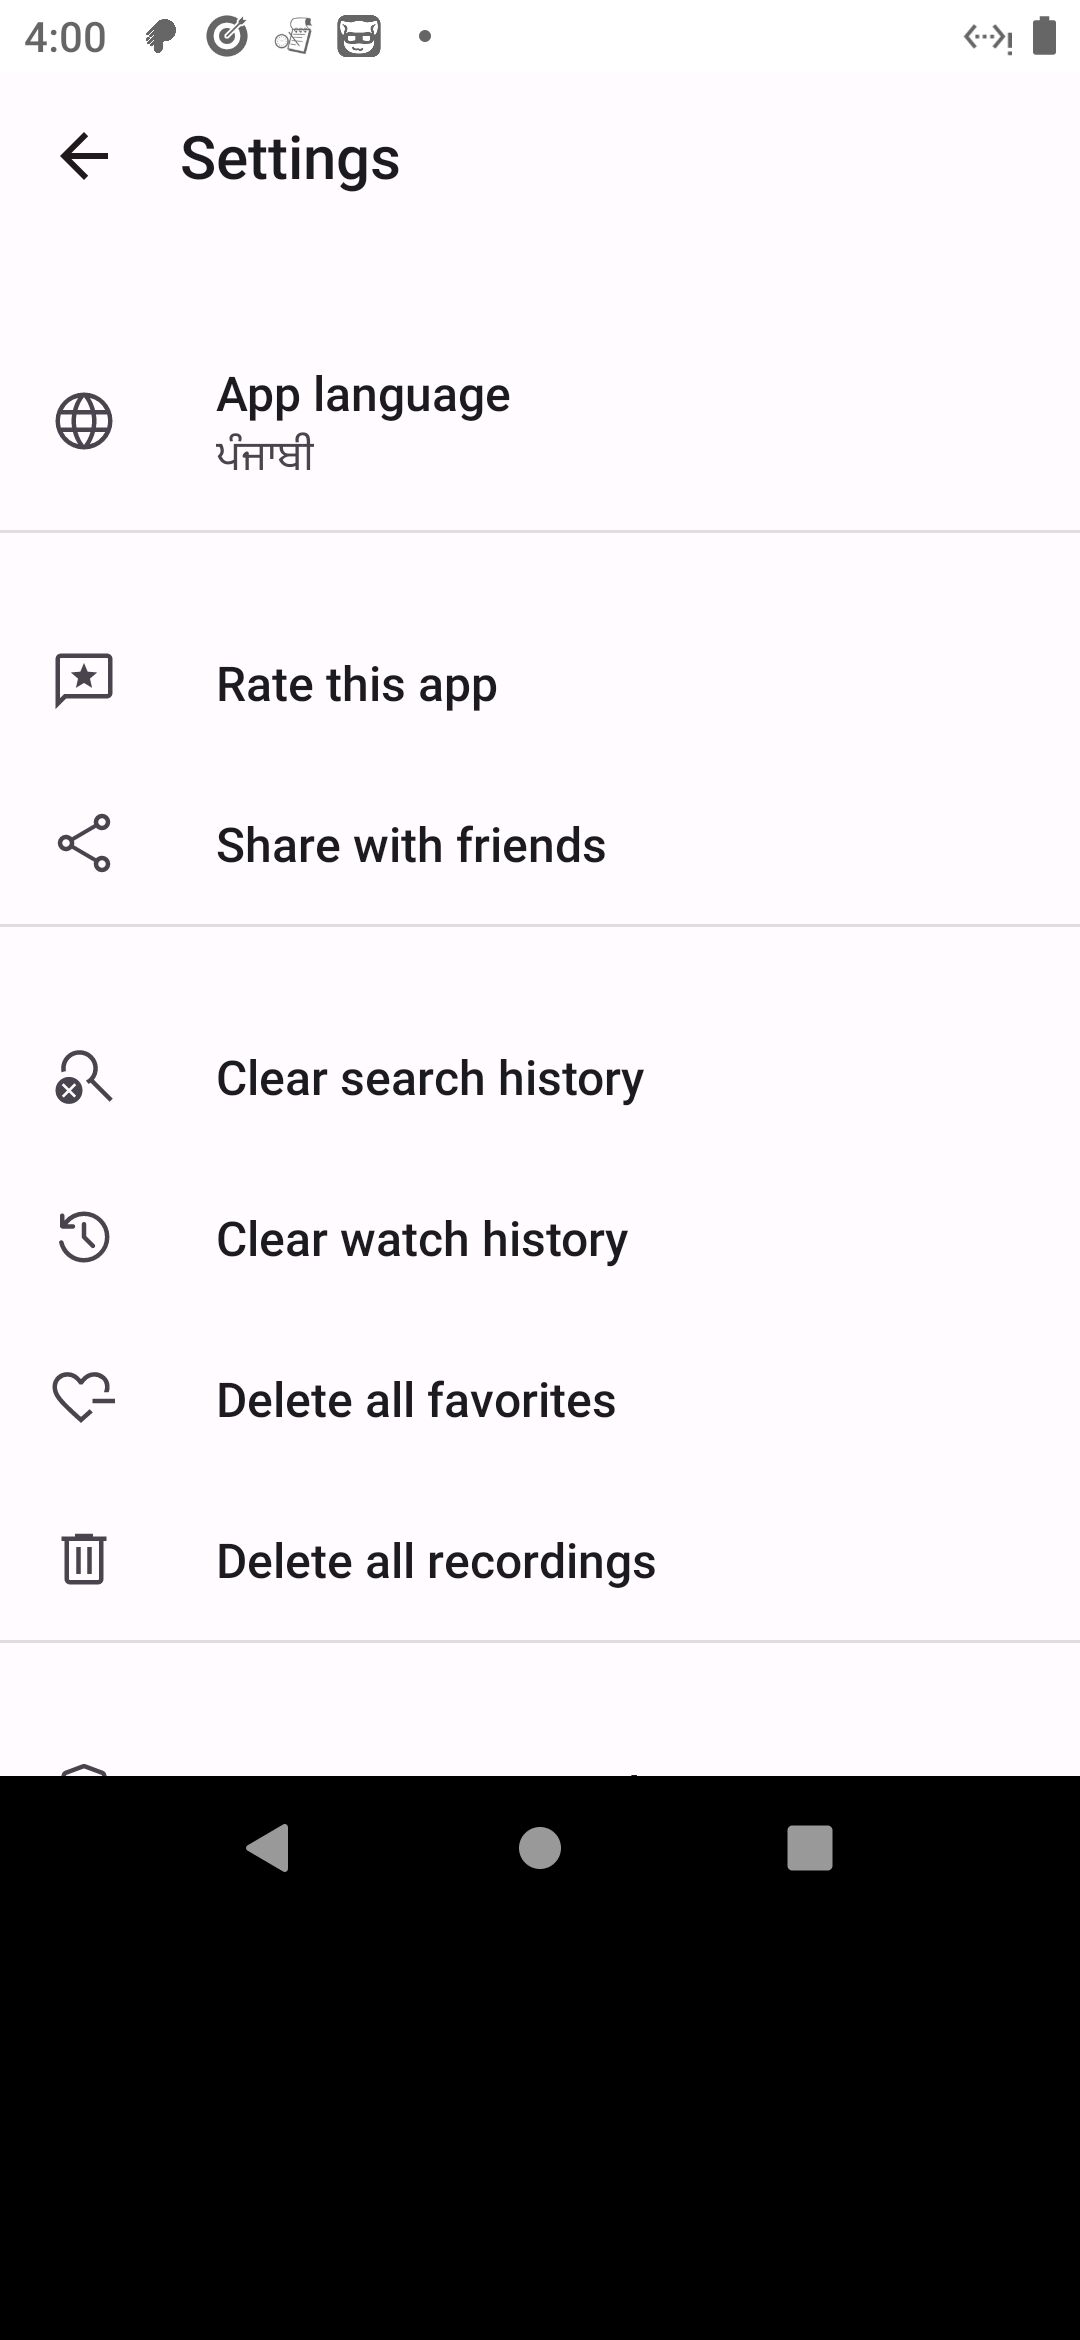 4:00
Settings
App language
ਪੰਜਾਬੀ
Rate this app
Share with friends
Clear search history
Clear watch history
Delete all favorites
Delete all recordings